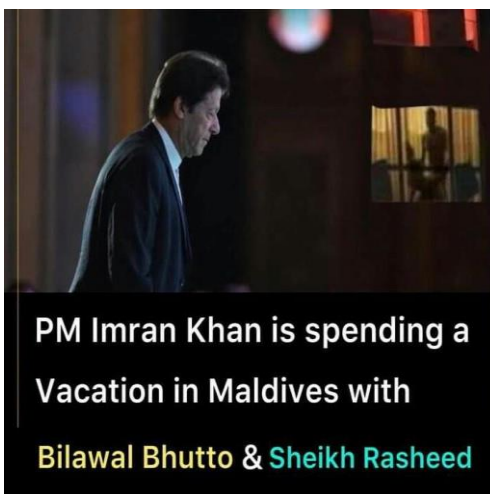 PM Imran Khan is spending a
Vacation in Maldives with
Bilawal Bhutto & Sheikh Rasheed